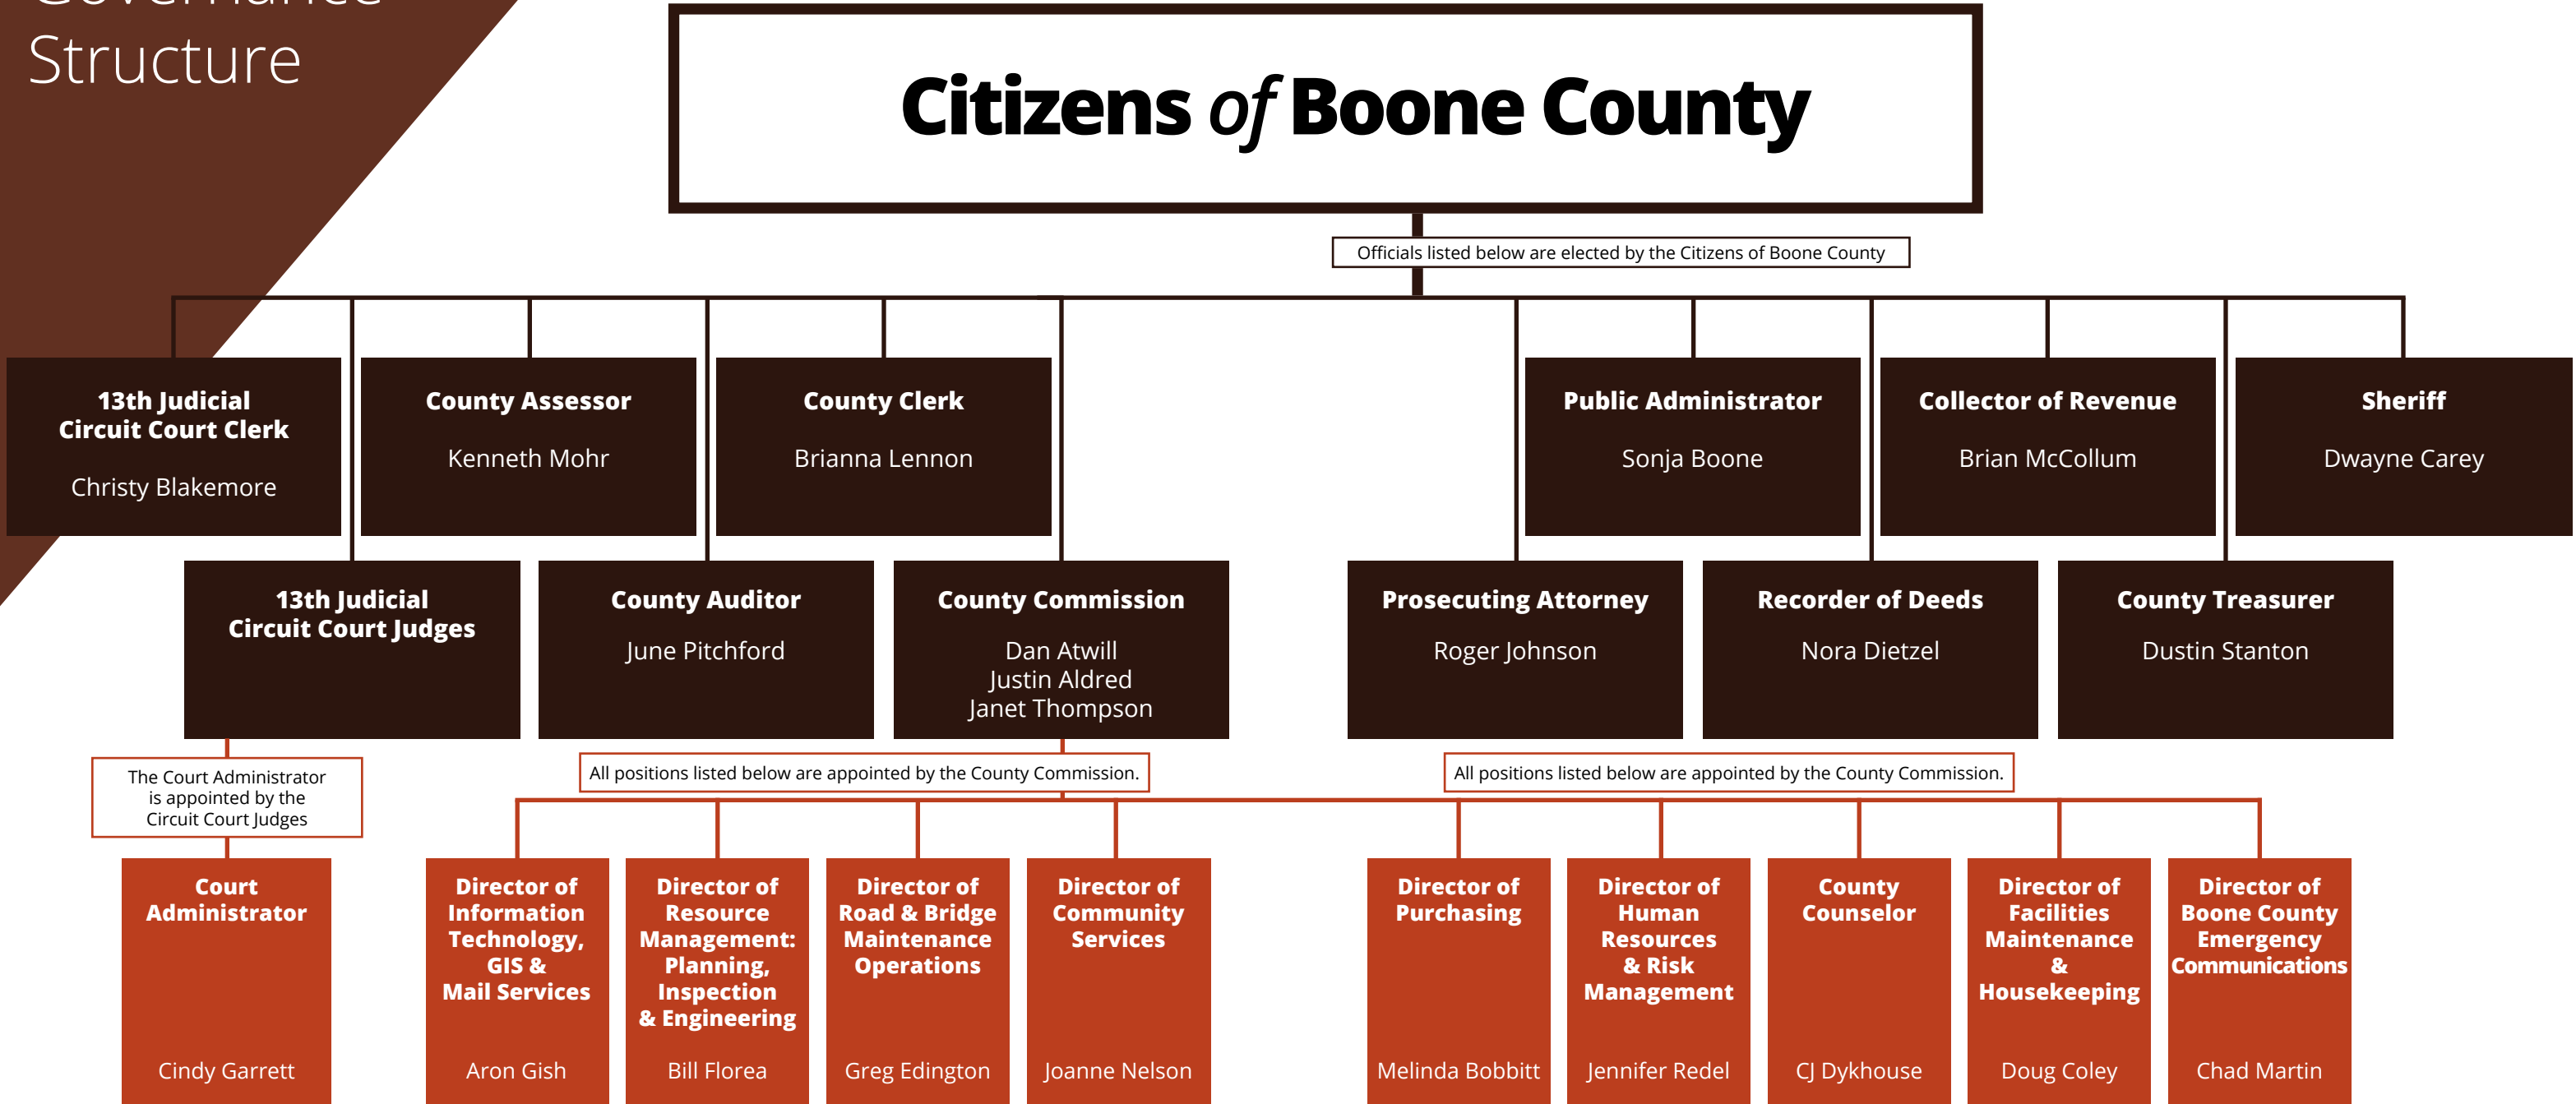 Governance
Structure
Citizens of Boone County
Officials listed below are elected by the Citizens of Boone County
13th Judicial
Circuit Court Clerk
Christy Blakemore
County Assessor
Kenneth Mohr
County Clerk
Brianna Lennon
Public Administrator
Sonja Boone
Collector of Revenue
Brian McCollum
Sheriff
Dwayne Carey
13th Judicial
Circuit Court Judges
County Auditor
June Pitchford
County Commission
Dan Atwill
Justin Aldred
Janet Thompson
Prosecuting Attorney
Roger Johnson
Recorder of Deeds
Nora Dietzel
County Treasurer
Dustin Stanton
The Court Administrator
is appointed by the
Circuit Court Judges
All positions listed below are appointed by the County Commission.
All positions listed below are appointed by the County Commission.
Court
Administrator
Cindy Garrett
Director of
Information
Technology,
GIS &
Mail Services
Aron Gish
Director of
Resource
Management:
Planning,
Inspection
& Engineering
Bill Florea
Director of
Road & Bridge
Maintenance
Operations
Greg Edington
Director of
Community
Services
Joanne Nelson
Director of
Purchasing
Melinda Bobbitt
Director of
Human
Resources
& Risk
Management
Jennifer Redel
County
Counselor
CJ Dykhouse
Director of
Facilities
Maintenance
&
Housekeeping
Doug Coley
Director of
Boone County
Emergency
Communications
Chad Martin